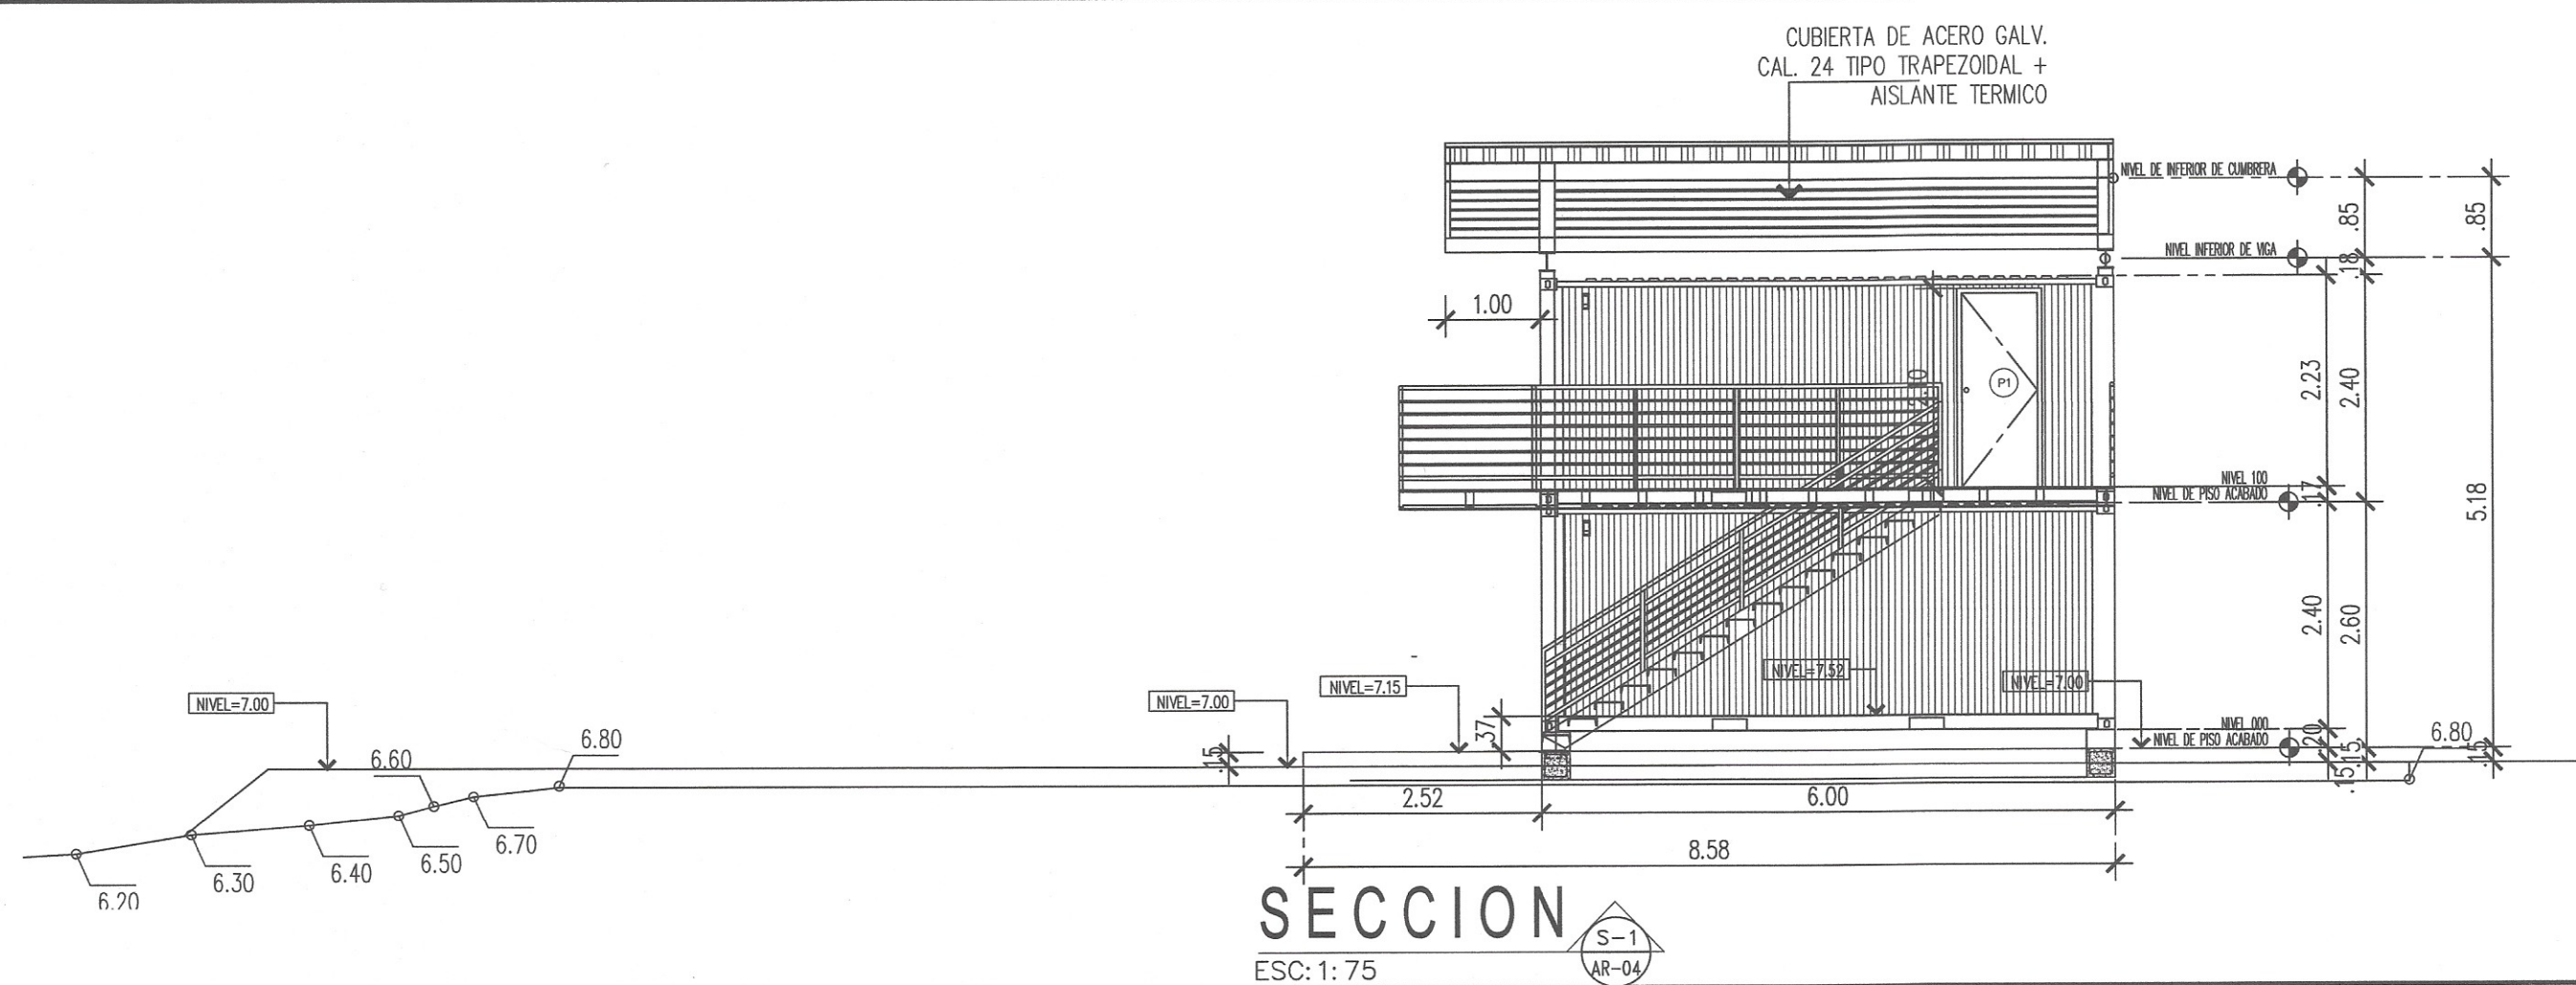 CUBIERTA DE ACERO GALV.
CAL. 24 TIPO TRAPEZOIDAL +
AISLANTE TERMICO
NIVEL DE INFERIOR DE CUMBRERA
.85
.85
NIVEL INFERIOR DE VIGA
.18
1.00
2.23
2.40
P1
2.10
NIVEL 100
NIVEL DE PISO ACABADO
.17
5.18
2.40
2.60
NIVEL=7.52
NIVEL=7.00
NIVEL=7.15
NIVEL=7.00
NIVEL=7.00
.37
NIVEL 000
NIVEL DE PISO ACABADO
.20
.15
.15
.15
6.80
.15
6.80
6.60
2.52
6.00
6.70
6.50
6.40
6.30
6.20
8.58
SECCION
S-1
AR-04
ESC: 1: 75